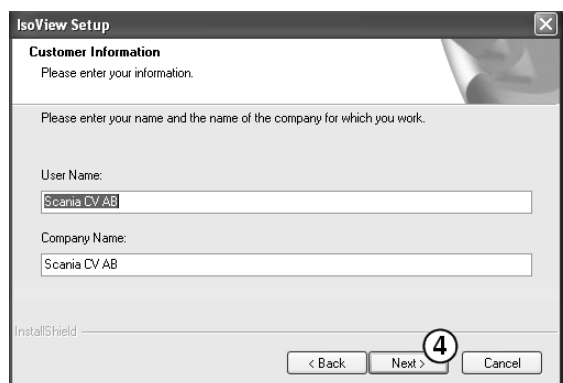 IsoView Setup
Customer Information
Please enter your information.
Please enter your name and the name of the company for which you work.
User Name:
Scania CV AB
Company Name:
Scania CV AB
InstallShield
< Back Next > 4 Cancel